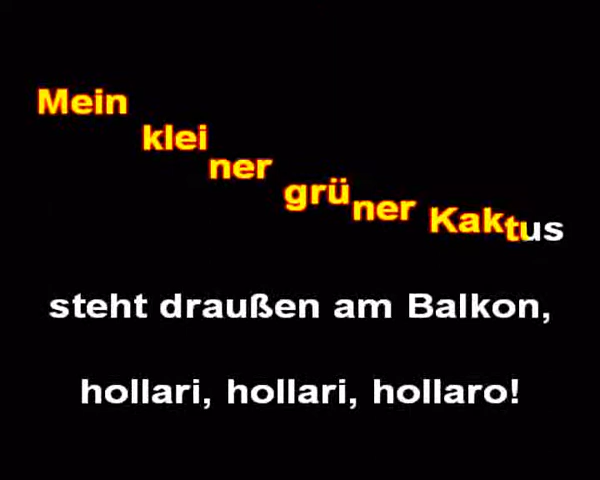 Mein kleiner grüner Kaktus
steht draußen am Balkon,
hollari, hollari, hollaro!